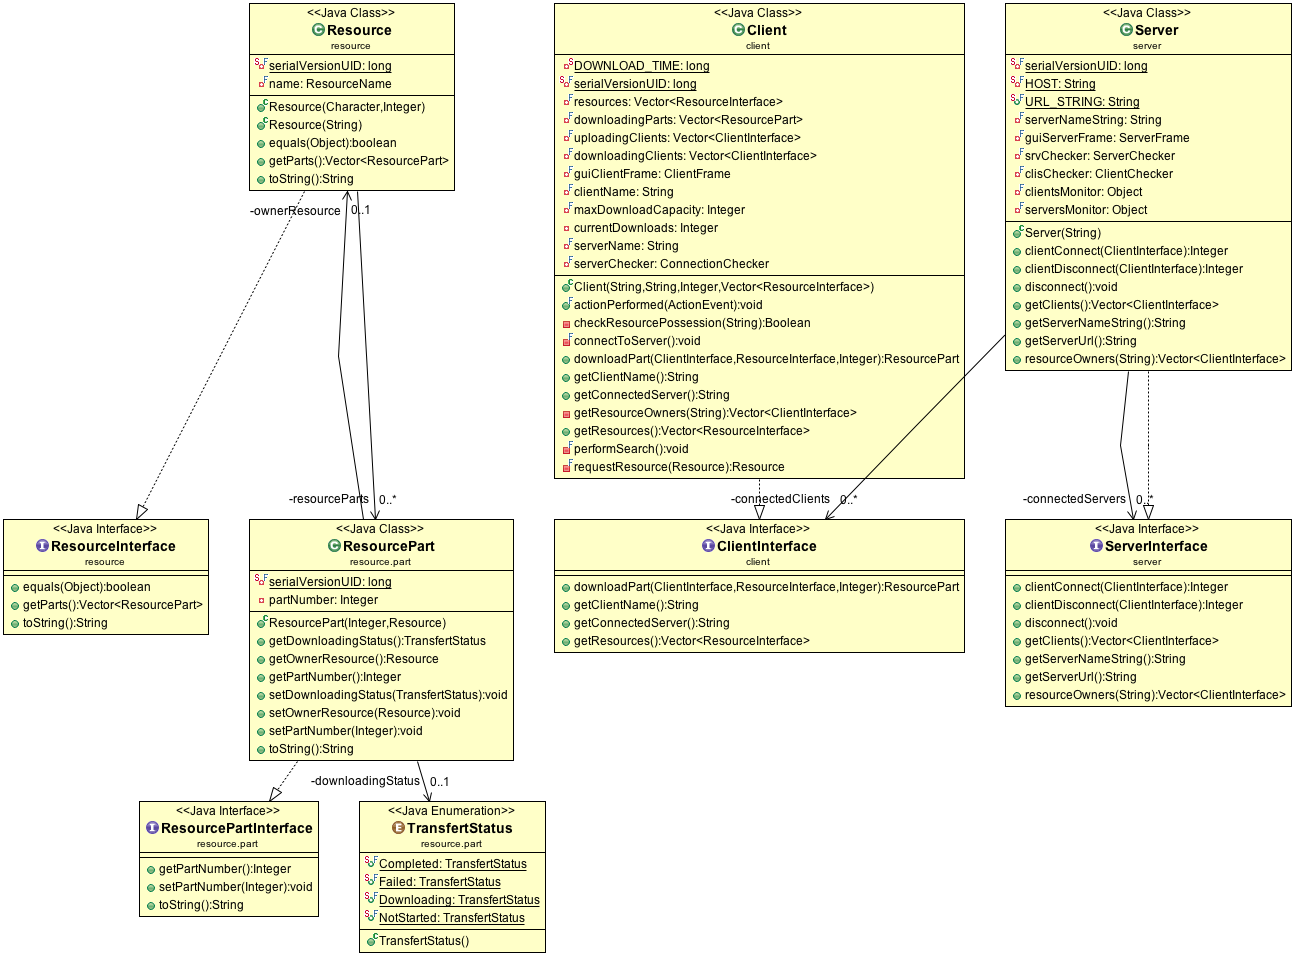 <<Java Class>>
Resource
resource
serialVersionUID: long
name: ResourceName
Resource(Character,Integer)
Resource(String)
equals(Object):boolean
getParts():Vector<ResourcePart>
toString():String
<<Java Class>>
Client
client
DOWNLOAD_TIME: long
serialVersionUID: long
resources: Vector<ResourceInterface>
downloadingParts: Vector<ResourcePart>
uploadingClients: Vector<ClientInterface>
downloadingClients: Vector<ClientInterface>
guiClientFrame: ClientFrame
clientName: String
maxDownloadCapacity: Integer
currentDownloads: Integer
serverName: String
serverChecker: ConnectionChecker
Client(String,String,Integer,Vector<ResourceInterface>)
actionPerformed(ActionEvent):void
checkResourcePossession(String):Boolean
connectToServer():void
downloadPart(ClientInterface,ResourceInterface,Integer):ResourcePart
getClientName():String
getConnectedServer():String
getResourceOwners(String):Vector<ClientInterface>
getResources():Vector<ResourceInterface>
performSearch():void
requestResource(Resource):Resource
<<Java Class>>
Server
server
serialVersionUID: long
HOST: String
URL_STRING: String
serverNameString: String
guiServerFrame: ServerFrame
srvChecker: ServerChecker
clisChecker: ClientChecker
clientsMonitor: Object
serversMonitor: Object
Server(String)
clientConnect(ClientInterface):Integer
clientDisconnect(ClientInterface):Integer
disconnect():void
getClients():Vector<ClientInterface>
getServerNameString():String
getServerUrl():String
resourceOwners(String):Vector<ClientInterface>
-ownerResource 0..1
-resourceParts 0..*
-connectedClients 0..*
-connectedServers 0..*
<<Java Interface>>
ResourceInterface
resource
equals(Object):boolean
getParts():Vector<ResourcePart>
toString():String
<<Java Class>>
ResourcePart
resource.part
serialVersionUID: long
partNumber: Integer
ResourcePart(Integer,Resource)
getDownloadingStatus():TransfertStatus
getOwnerResource():Resource
getPartNumber():Integer
setDownloadingStatus(TransfertStatus):void
setOwnerResource(Resource):void
setPartNumber(Integer):void
toString():String
<<Java Interface>>
ClientInterface
client
downloadPart(ClientInterface,ResourceInterface,Integer):ResourcePart
getClientName():String
getConnectedServer():String
getResources():Vector<ResourceInterface>
<<Java Interface>>
ServerInterface
server
clientConnect(ClientInterface):Integer
clientDisconnect(ClientInterface):Integer
disconnect():void
getClients():Vector<ClientInterface>
getServerNameString():String
getServerUrl():String
resourceOwners(String):Vector<ClientInterface>
-downloadingStatus 0..1
<<Java Interface>>
ResourcePartInterface
resource.part
getPartNumber():Integer
setPartNumber(Integer):void
toString():String
<<Java Enumeration>>
TransfertStatus
resource.part
Completed: TransfertStatus
Failed: TransfertStatus
Downloading: TransfertStatus
NotStarted: TransfertStatus
TransfertStatus()